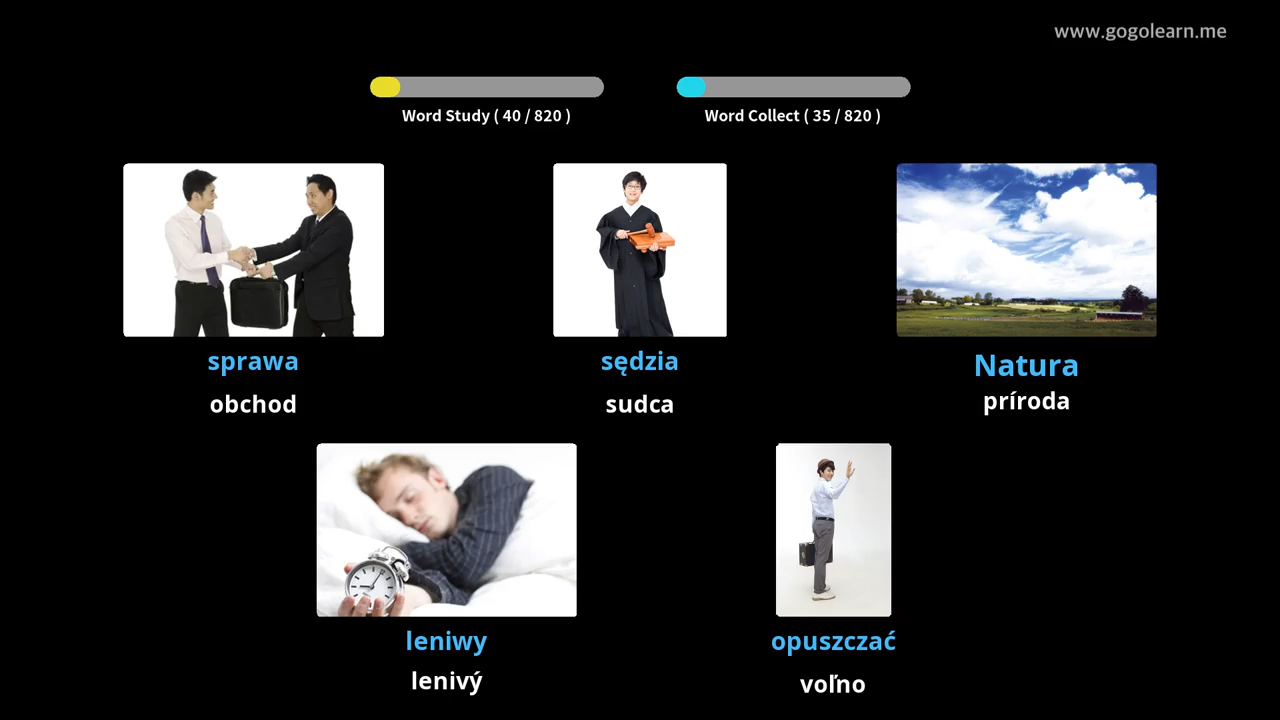 www.gogolearn.me
Word Study ( 40 / 820 )
Word Collect ( 35 / 820 )
sprawa
obchod
sędzia
sudca
Natura
príroda
leniwy
lenivý
opuszczać
voľno